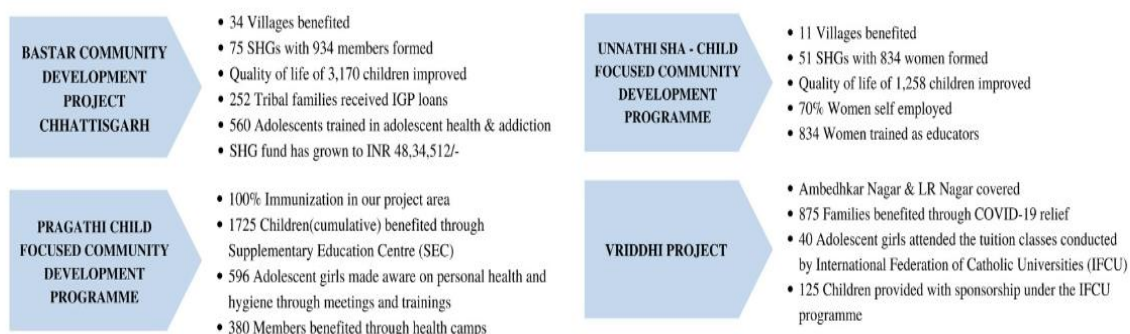 BASTAR COMMUNITY
DEVELOPMENT
PROJECT
CHHATTISGARH
• 34 Villages benefited
• 75 SHGs with 934 members formed
• Quality of life of 3,170 children improved
• 252 Tribal families received IGP loans
• 560 Adolescents trained in adolescent health & addiction
• SHG fund has grown to INR 48,34,512/-
UNNATHI SHA - CHILD
FOCUSED COMMUNITY
DEVELOPMENT
PROGRAMME
• 11 Villages benefited
• 51 SHGs with 834 women formed
• Quality of life of 1,258 children improved
• 70% Women self employed
• 834 Women trained as educators
PRAGATHI CHILD
FOCUSED COMMUNITY
DEVELOPMENT
PROGRAMME
• 100% Immunization in our project area
• 1725 Children(cumulative) benefited through
Supplementary Education Centre (SEC)
• 596 Adolescent girls made aware on personal health and
hygiene through meetings and trainings
• 380 Members benefited through health camps
VRIDDHI PROJECT
• Ambedhkar Nagar & LR Nagar covered
• 875 Families benefited through COVID-19 relief
• 40 Adolescent girls attended the tuition classes conducted
by International Federation of Catholic Universities (IFCU)
• 125 Children provided with sponsorship under the IFCU
programme